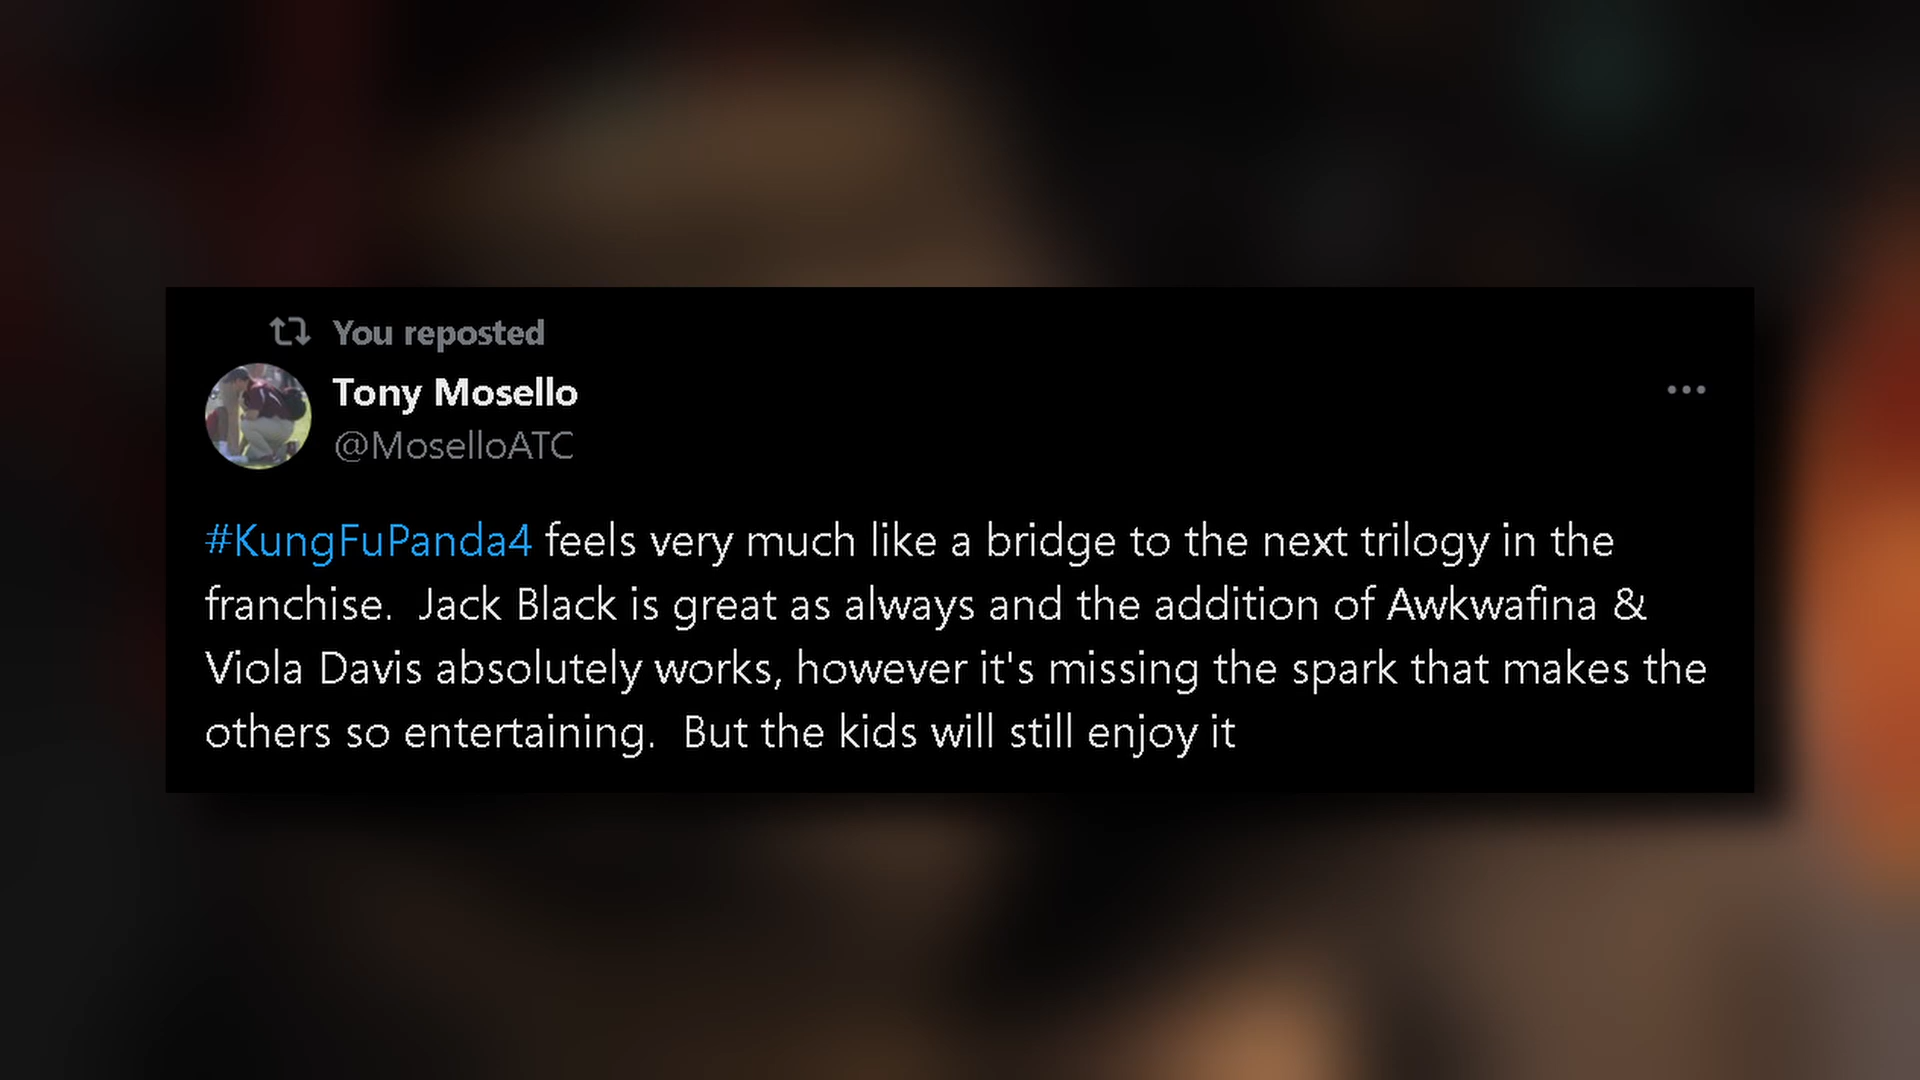 You reposted
Tony Mosello
@MoselloATC
#KungFuPanda4 feels very much like a bridge to the next trilogy in the
franchise.  Jack Black is great as always and the addition of Awkwafina &
Viola Davis absolutely works, however it's missing the spark that makes the
others so entertaining.  But the kids will still enjoy it